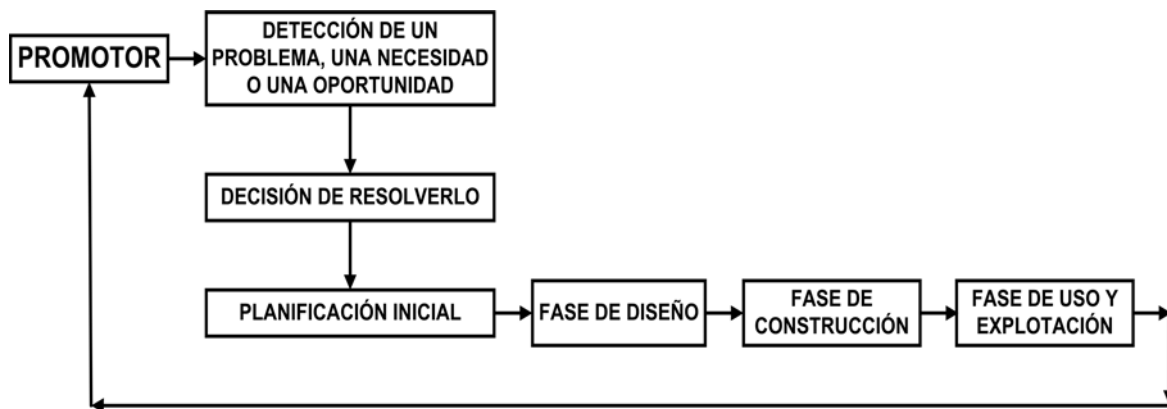 PROMOTOR
DETECCIÓN DE UN
PROBLEMA, UNA NECESIDAD
O UNA OPORTUNIDAD
DECISIÓN DE RESOLVERLO
PLANIFICACIÓN INICIAL
FASE DE DISEÑO
FASE DE
CONSTRUCCIÓN
FASE DE USO Y
EXPLOTACIÓN